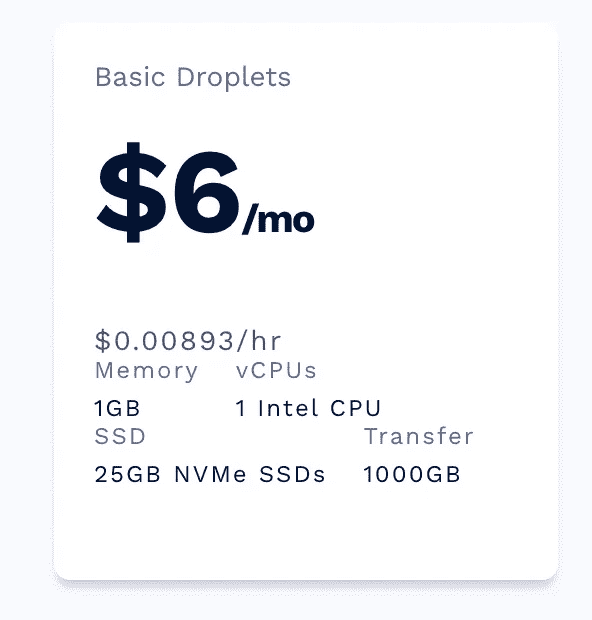 Basic Droplets
$6/mo
$0.00893/hr
Memory vCPUs
1GB 1 Intel CPU
SSD Transfer
25GB NVMe SSDs 1000GB